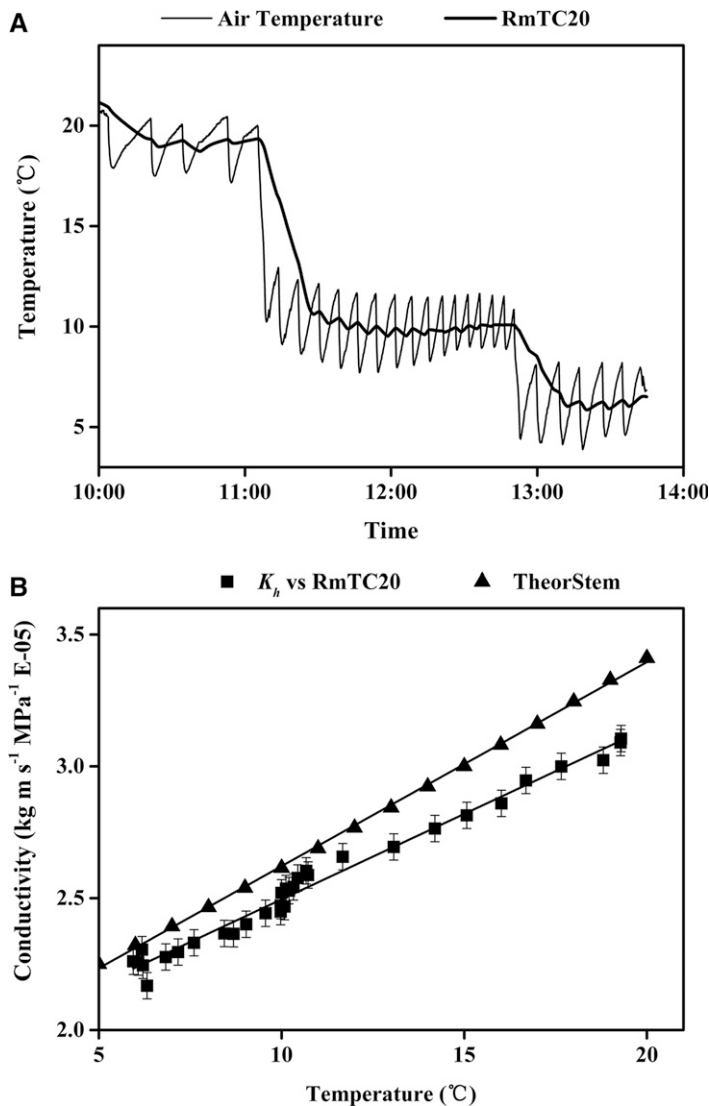 A
Air Temperature
RmTC20
Temperature (℃)
20
15
10
5
10:00 11:00 12:00 13:00 14:00
Time
B
K_h vs RmTC20
TheorStem
Conductivity (kg m s⁻¹ MPa⁻¹ E-05)
3.5
3.0
2.5
2.0
5 10 15 20
Temperature (℃)